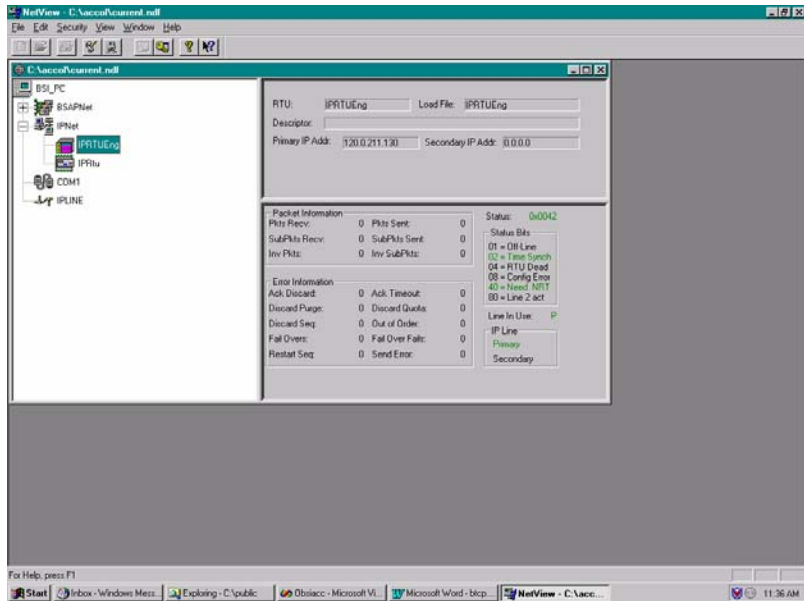 NetView - C:\accol\current.ndl
File Edit Security View Window Help
C:\accol\current.ndl
BSI_PC
BSAPNet
IPNet
IPRTUEng
IPRtu
COM1
IPLINE
RTU: IPRTUEng Load File: IPRTUEng
Descriptor:
Primary IP Addr: 120.0.211.130 Secondary IP Addr: 0.0.0.0
Packet Information
Pkts Recv: 0 Pkts Sent: 0
SubPkts Recv: 0 SubPkts Sent: 0
Inv Pkts: 0 Inv SubPkts: 0
Error Information
Ack Discard: 0 Ack Timeout: 0
Discard Purge: 0 Discard Quota: 0
Discard Seq: 0 Out of Order: 0
Fail Overs: 0 Fail Over Fails: 0
Restart Seq: 0 Send Error: 0
Status: 0x0042
Status Bits
01 = Off Line
02 = Time Synch
04 = RTU Dead
08 = Config Error
40 = Need NRT
80 = Line 2 act
Line In Use: P
IP Line
Primary
Secondary
For Help, press F1
Start Inbox - Windows Mess... Exploring - C:\public Obsiacc - Microsoft Vi... Microsoft Word - btcp... NetView - C:\acc... 11:36 AM